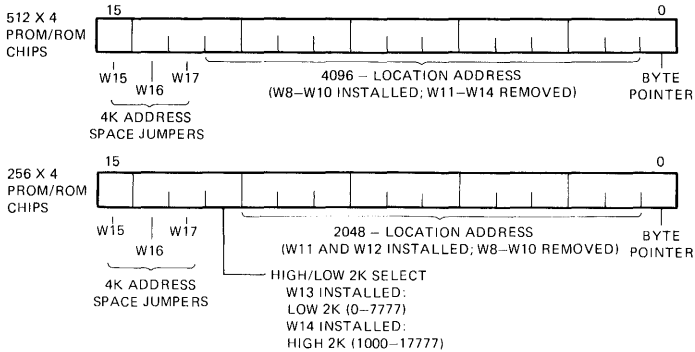 15 0
512 X 4
PROM/ROM
CHIPS
W15 W16 W17
4K ADDRESS
SPACE JUMPERS
4096 – LOCATION ADDRESS
(W8–W10 INSTALLED; W11–W14 REMOVED)
BYTE
POINTER
15 0
256 X 4
PROM/ROM
CHIPS
W15 W16 W17
4K ADDRESS
SPACE JUMPERS
2048 – LOCATION ADDRESS
(W11 AND W12 INSTALLED; W8–W10 REMOVED)
BYTE
POINTER
HIGH/LOW 2K SELECT
W13 INSTALLED:
LOW 2K (0–7777)
W14 INSTALLED:
HIGH 2K (1000–17777)